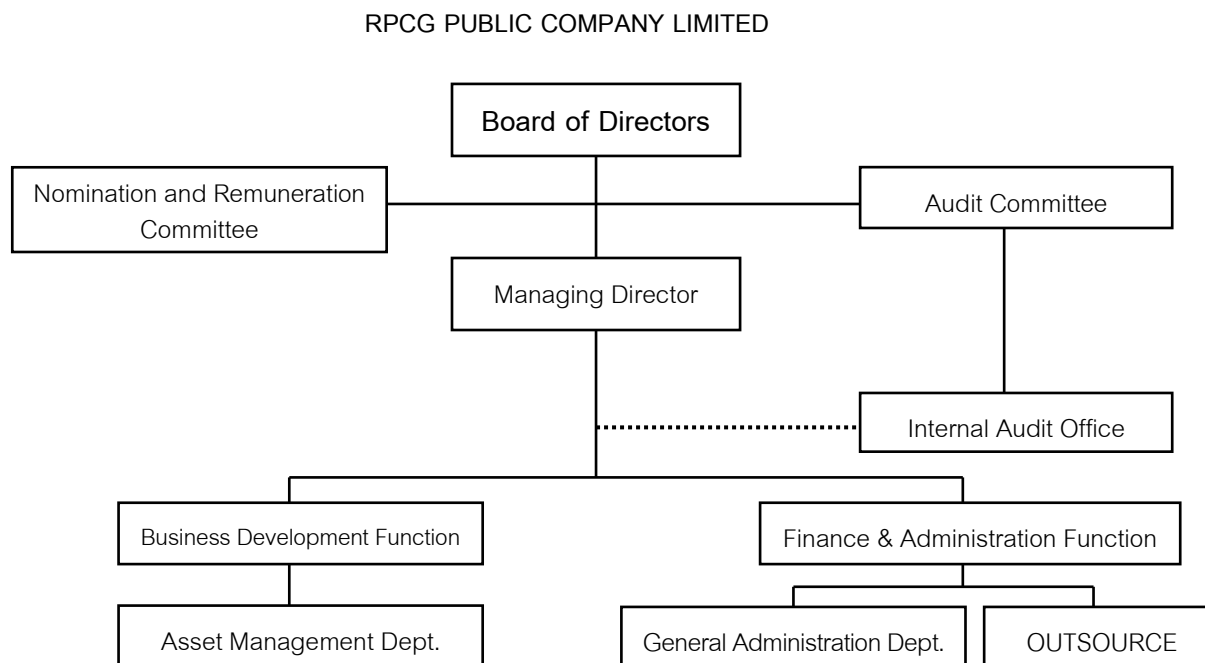 RPCG PUBLIC COMPANY LIMITED
Board of Directors
Nomination and Remuneration
Committee
Audit Committee
Managing Director
Internal Audit Office
Business Development Function
Finance & Administration Function
Asset Management Dept.
General Administration Dept.
OUTSOURCE